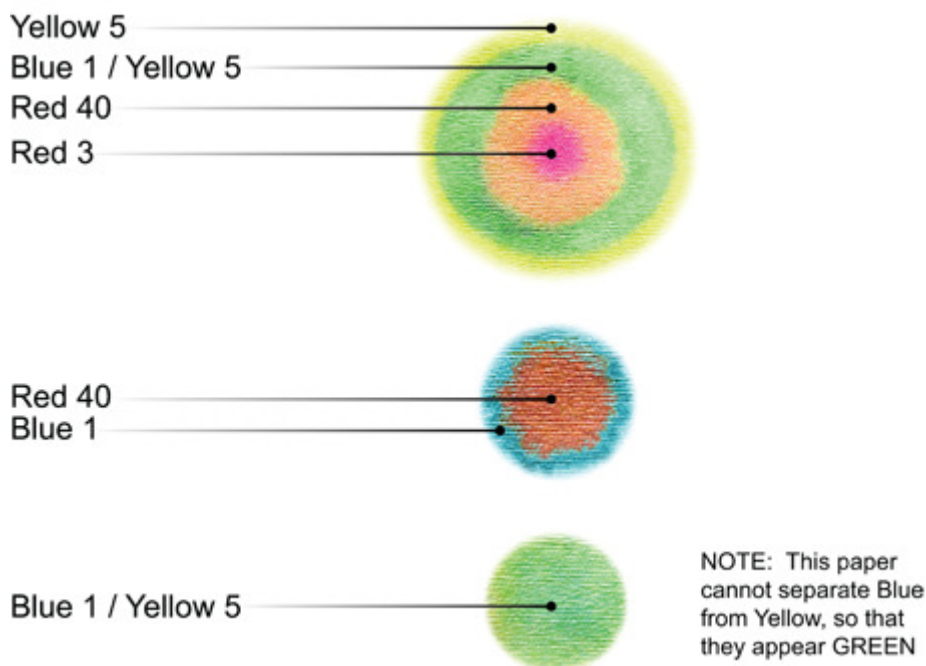 Yellow 5
Blue 1 / Yellow 5
Red 40
Red 3
Red 40
Blue 1
Blue 1 / Yellow 5
NOTE:  This paper
cannot separate Blue
from Yellow, so that
they appear GREEN